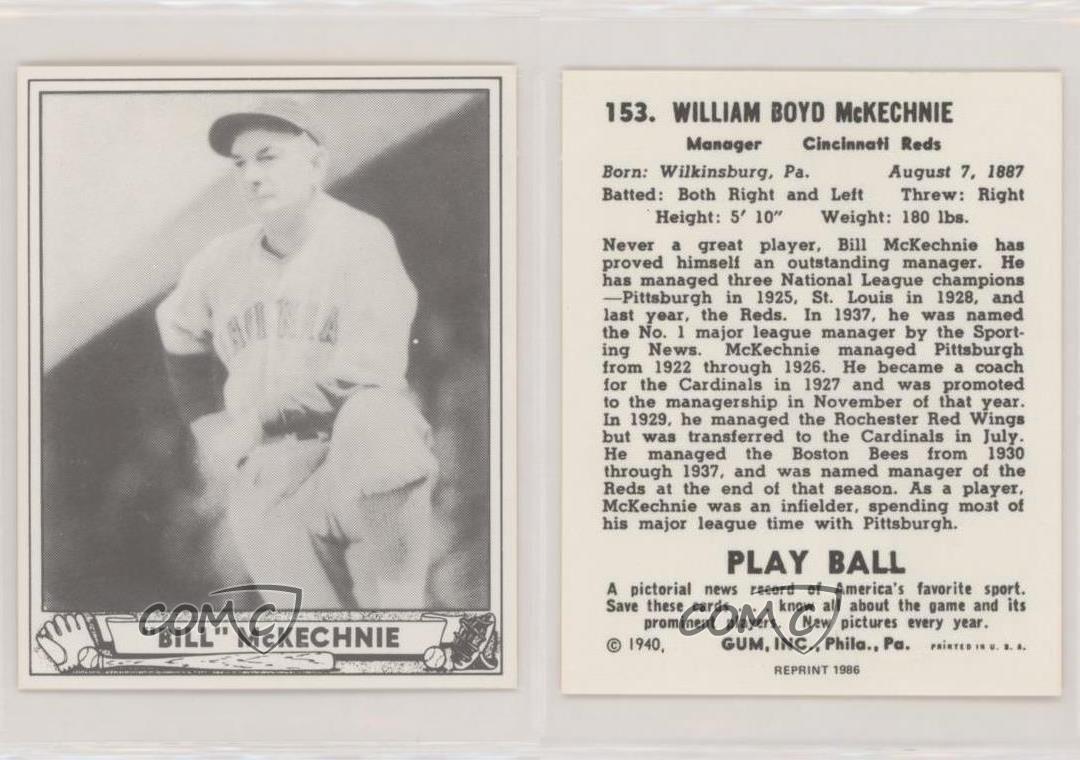 COMC
"BILL" McKECHNIE
153. WILLIAM BOYD McKECHNIE
Manager Cincinnati Reds
Born: Wilkinsburg, Pa. August 7, 1887
Batted: Both Right and Left Threw: Right
Height: 5' 10" Weight: 180 lbs.
Never a great player, Bill McKechnie has
proved himself an outstanding manager. He
has managed three National League champions
—Pittsburgh in 1925, St. Louis in 1928, and
last year, the Reds. In 1937, he was named
the No. 1 major league manager by the Sport-
ing News. McKechnie managed Pittsburgh
from 1922 through 1926. He became a coach
for the Cardinals in 1927 and was promoted
to the managership in November of that year.
In 1929, he managed the Rochester Red Wings
but was transferred to the Cardinals in July.
He managed the Boston Bees from 1930
through 1937, and was named manager of the
Reds at the end of that season. As a player,
McKechnie was an infielder, spending most of
his major league time with Pittsburgh.
PLAY BALL
A pictorial news record of America's favorite sport.
Save these cards know all about the game and its
prominent players. New pictures every year.
COMC
© 1940, GUM, INC., Phila., Pa. PRINTED IN U. S. A.
REPRINT 1986